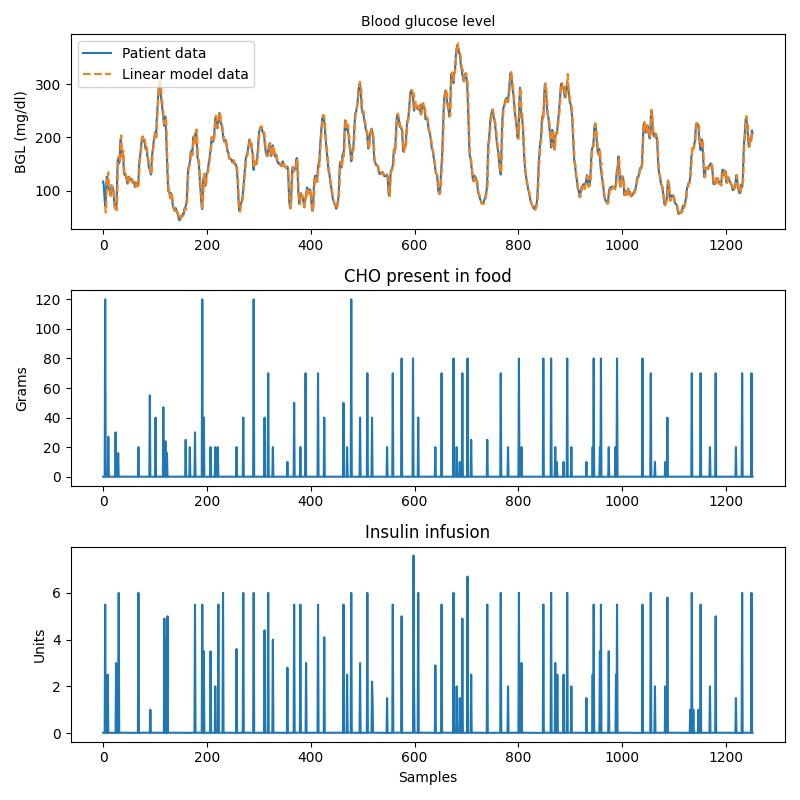 Blood glucose level
Patient data
Linear model data
BGL (mg/dl)
300
200
100
0 200 400 600 800 1000 1200
CHO present in food
Grams
120
100
80
60
40
20
0
0 200 400 600 800 1000 1200
Insulin infusion
Units
6
4
2
0
0 200 400 600 800 1000 1200
Samples